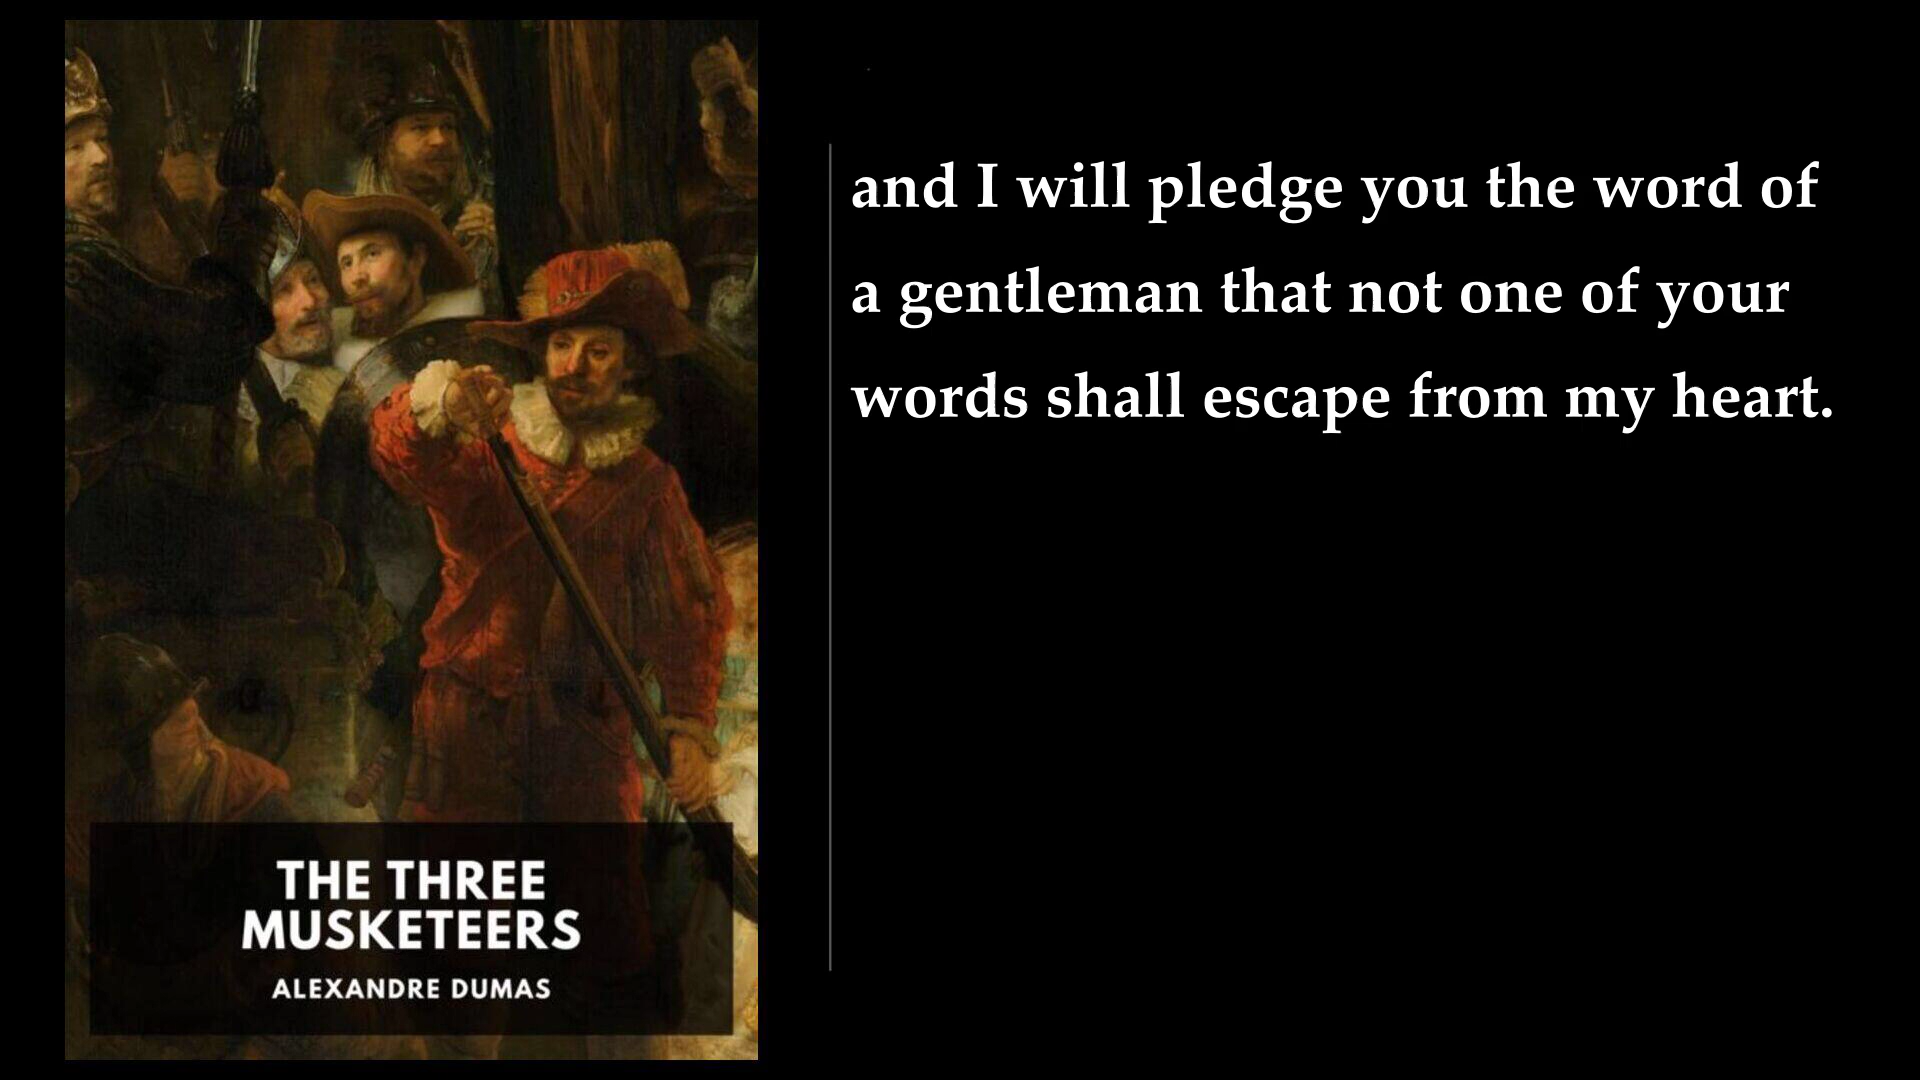 and I will pledge you the word of
a gentleman that not one of your
words shall escape from my heart.
THE THREE
MUSKETEERS
ALEXANDRE DUMAS